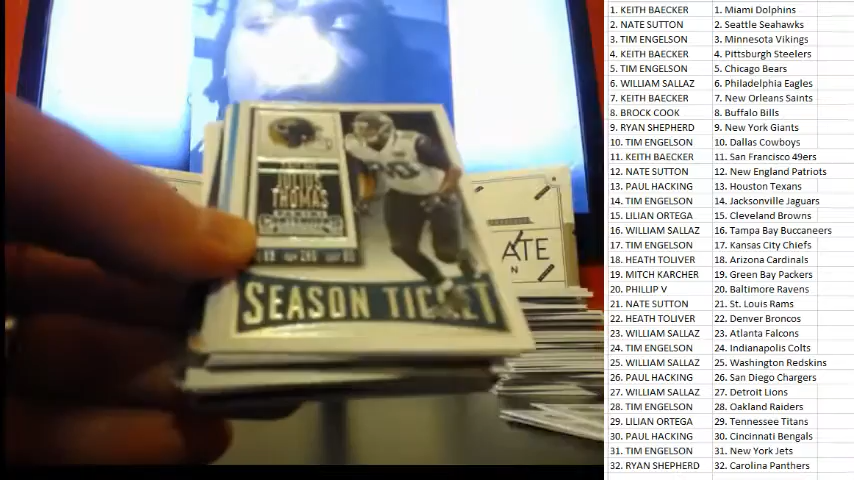 JULIUS
THOMAS
PANINI
SEASON TICKET
ATE
N
1. KEITH BAECKER 1. Miami Dolphins
2. NATE SUTTON 2. Seattle Seahawks
3. TIM ENGELSON 3. Minnesota Vikings
4. KEITH BAECKER 4. Pittsburgh Steelers
5. TIM ENGELSON 5. Chicago Bears
6. WILLIAM SALLAZ 6. Philadelphia Eagles
7. KEITH BAECKER 7. New Orleans Saints
8. BROCK COOK 8. Buffalo Bills
9. RYAN SHEPHERD 9. New York Giants
10. TIM ENGELSON 10. Dallas Cowboys
11. KEITH BAECKER 11. San Francisco 49ers
12. NATE SUTTON 12. New England Patriots
13. PAUL HACKING 13. Houston Texans
14. TIM ENGELSON 14. Jacksonville Jaguars
15. LILIAN ORTEGA 15. Cleveland Browns
16. WILLIAM SALLAZ 16. Tampa Bay Buccaneers
17. TIM ENGELSON 17. Kansas City Chiefs
18. HEATH TOLIVER 18. Arizona Cardinals
19. MITCH KARCHER 19. Green Bay Packers
20. PHILLIP V 20. Baltimore Ravens
21. NATE SUTTON 21. St. Louis Rams
22. HEATH TOLIVER 22. Denver Broncos
23. WILLIAM SALLAZ 23. Atlanta Falcons
24. TIM ENGELSON 24. Indianapolis Colts
25. WILLIAM SALLAZ 25. Washington Redskins
26. PAUL HACKING 26. San Diego Chargers
27. WILLIAM SALLAZ 27. Detroit Lions
28. TIM ENGELSON 28. Oakland Raiders
29. LILIAN ORTEGA 29. Tennessee Titans
30. PAUL HACKING 30. Cincinnati Bengals
31. TIM ENGELSON 31. New York Jets
32. RYAN SHEPHERD 32. Carolina Panthers